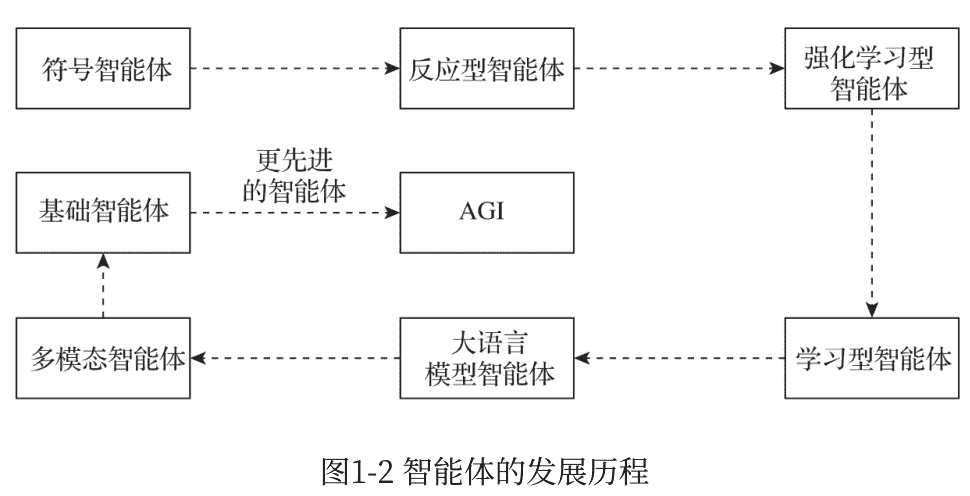 符号智能体
反应型智能体
强化学习型
智能体
基础智能体
更先进
的智能体
AGI
多模态智能体
大语言
模型智能体
学习型智能体
图1-2 智能体的发展历程